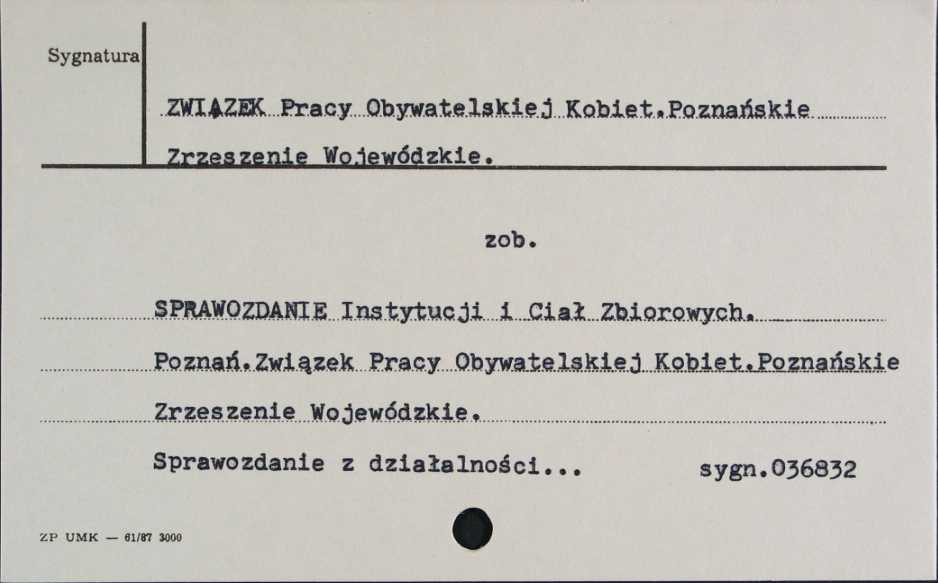 Sygnatura
ZWIĄZEK Pracy Obywatelskiej Kobiet.Poznańskie
Zrzeszenie Wojewódzkie.
zob.
SPRAWOZDANIE Instytucji i Ciał Zbiorowych.
Poznań.Związek Pracy Obywatelskiej Kobiet.Poznańskie
Zrzeszenie Wojewódzkie.
Sprawozdanie z działalności... sygn.036832
ZP UMK — 61/87 3000